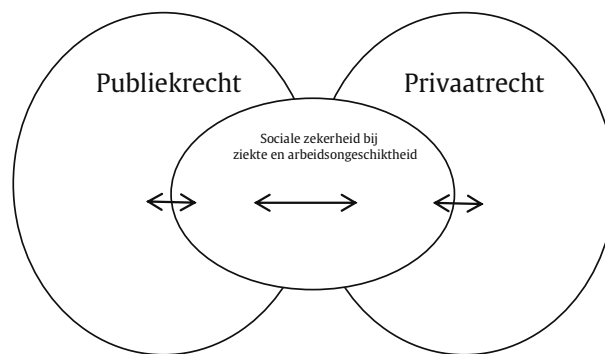 Publiekrecht
Privaatrecht
Sociale zekerheid bij
ziekte en arbeidsongeschiktheid